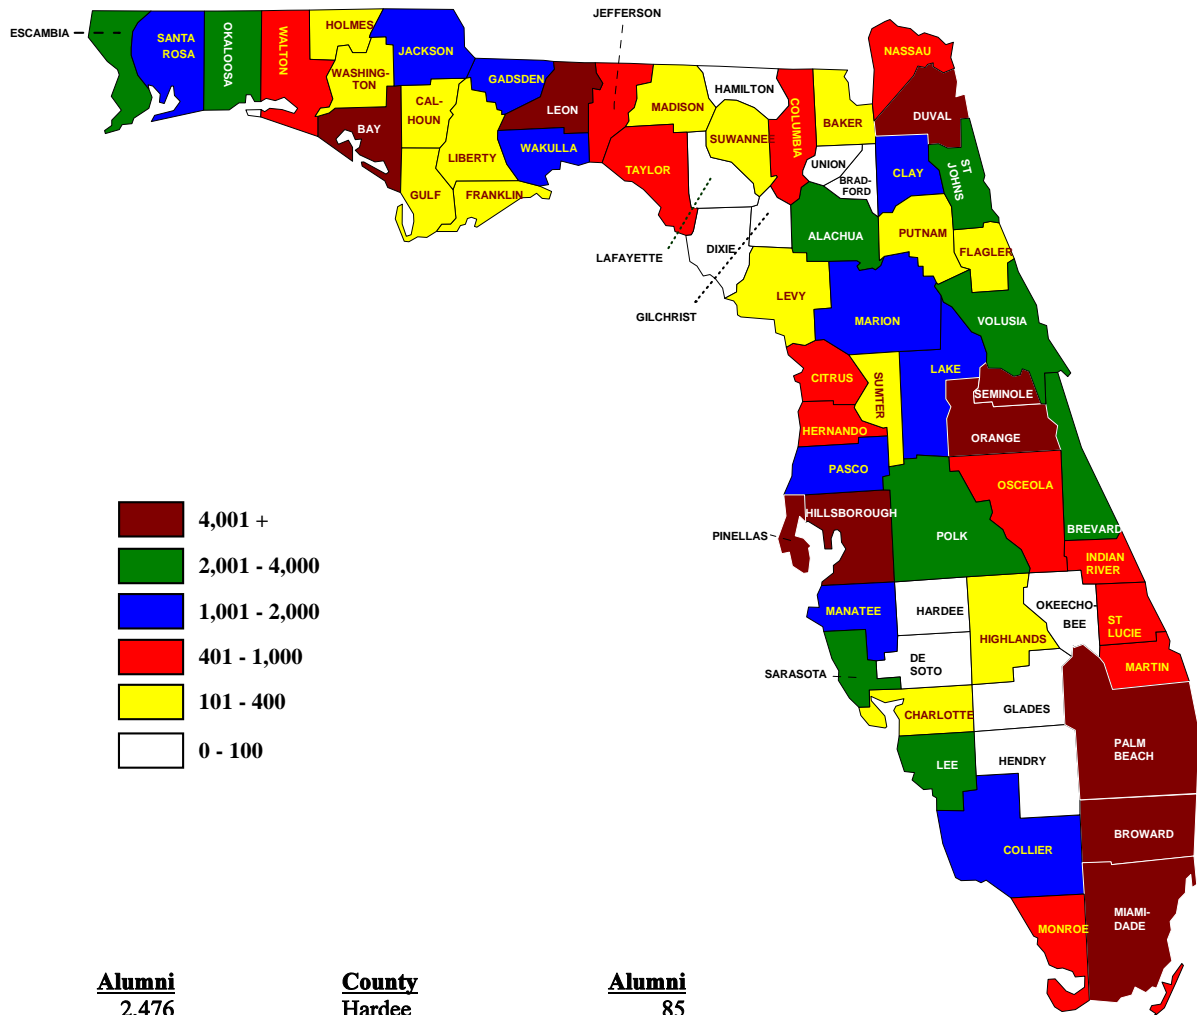 JEFFERSON
ESCAMBIA
SANTA
ROSA
OKALOOSA
WALTON
HOLMES
WASHING-
TON
JACKSON
BAY
CAL-
HOUN
GULF
LIBERTY
FRANKLIN
GADSDEN
LEON
WAKULLA
MADISON
TAYLOR
HAMILTON
SUWANNEE
COLUMBIA
BAKER
NASSAU
DUVAL
UNION
BRAD-
FORD
CLAY
ST
JOHNS
LAFAYETTE
DIXIE
GILCHRIST
ALACHUA
PUTNAM
FLAGLER
LEVY
MARION
VOLUSIA
CITRUS
SUMTER
LAKE
SEMINOLE
HERNANDO
ORANGE
PASCO
OSCEOLA
HILLSBOROUGH
PINELLAS
POLK
BREVARD
INDIAN
RIVER
MANATEE
HARDEE
HIGHLANDS
OKEECHO-
BEE
ST
LUCIE
SARASOTA
DE
SOTO
MARTIN
CHARLOTTE
GLADES
LEE
HENDRY
PALM
BEACH
BROWARD
COLLIER
MIAMI-
DADE
MONROE
4,001 +
2,001 - 4,000
1,001 - 2,000
401 - 1,000
101 - 400
0 - 100
Alumni County Alumni
2,476 Hardee 85